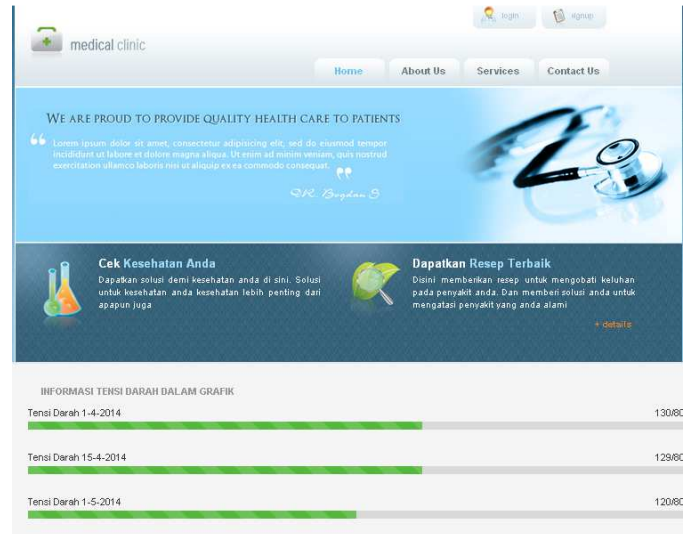 login
signup
medical clinic
Home
About Us
Services
Contact Us
WE ARE PROUD TO PROVIDE QUALITY HEALTH CARE TO PATIENTS
“ Lorem ipsum dolor sit amet, consectetur adipisicing elit, sed do eiusmod tempor
incididunt ut labore et dolore magna aliqua. Ut enim ad minim veniam, quis nostrud
exercitation ullamco laboris nisi ut aliquip ex ea commodo consequat. ”
DR. Bogdan S
Cek Kesehatan Anda
Dapatkan solusi demi kesehatan anda di sini. Solusi
untuk kesehatan anda kesehatan lebih penting dari
apapun juga
Dapatkan Resep Terbaik
Disini memberikan resep untuk mengobati keluhan
pada penyakit anda. Dan memberi solusi anda untuk
mengatasi penyakit yang anda alami
+ details
INFORMASI TENSI DARAH DALAM GRAFIK
Tensi Darah 1-4-2014
130/80
Tensi Darah 15-4-2014
129/80
Tensi Darah 1-5-2014
120/80